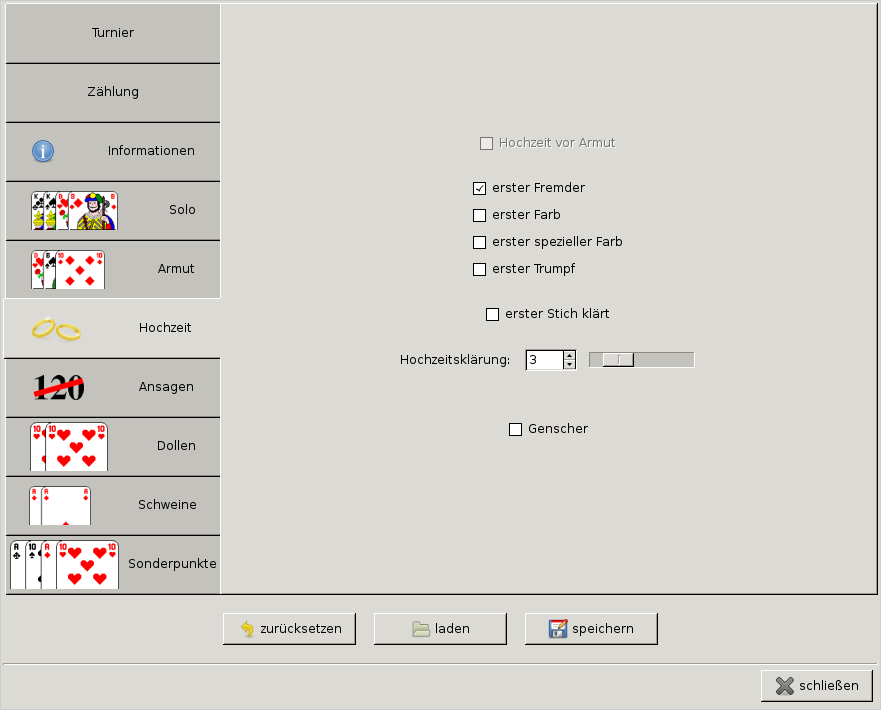 Turnier
Zählung
Informationen
Solo
Armut
Hochzeit
120
Ansagen
Dollen
Schweine
Sonderpunkte
Hochzeit vor Armut
erster Fremder
erster Farb
erster spezieller Farb
erster Trumpf
erster Stich klärt
Hochzeitsklärung: 3
Genscher
zurücksetzen laden speichern
schließen